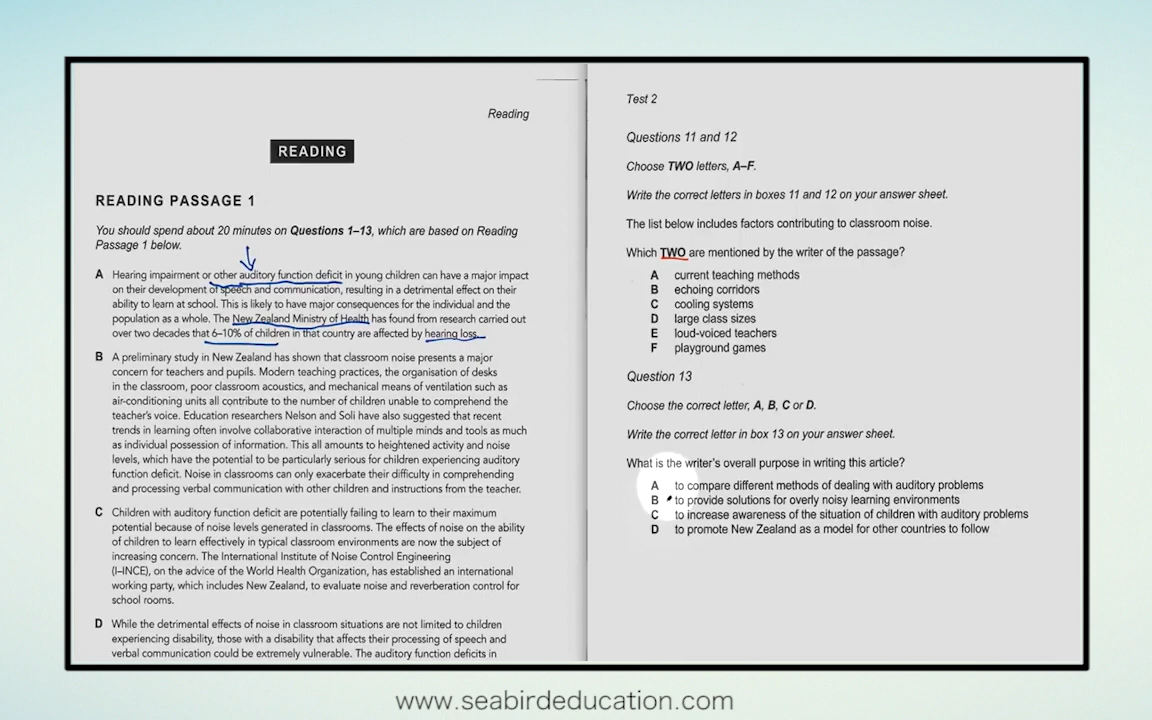 Reading
READING
READING PASSAGE 1
You should spend about 20 minutes on Questions 1–13, which are based on Reading
Passage 1 below.
A Hearing impairment or other auditory function deficit in young children can have a major impact
on their development of speech and communication, resulting in a detrimental effect on their
ability to learn at school. This is likely to have major consequences for the individual and the
population as a whole. The New Zealand Ministry of Health has found from research carried out
over two decades that 6–10% of children in that country are affected by hearing loss.
B A preliminary study in New Zealand has shown that classroom noise presents a major
concern for teachers and pupils. Modern teaching practices, the organisation of desks
in the classroom, poor classroom acoustics, and mechanical means of ventilation such as
air-conditioning units all contribute to the number of children unable to comprehend the
teacher's voice. Education researchers Nelson and Soli have also suggested that recent
trends in learning often involve collaborative interaction of multiple minds and tools as much
as individual possession of information. This all amounts to heightened activity and noise
levels, which have the potential to be particularly serious for children experiencing auditory
function deficit. Noise in classrooms can only exacerbate their difficulty in comprehending
and processing verbal communication with other children and instructions from the teacher.
C Children with auditory function deficit are potentially failing to learn to their maximum
potential because of noise levels generated in classrooms. The effects of noise on the ability
of children to learn effectively in typical classroom environments are now the subject of
increasing concern. The International Institute of Noise Control Engineering
(I–INCE), on the advice of the World Health Organization, has established an international
working party, which includes New Zealand, to evaluate noise and reverberation control for
school rooms.
D While the detrimental effects of noise in classroom situations are not limited to children
experiencing disability, those with a disability that affects their processing of speech and
verbal communication could be extremely vulnerable. The auditory function deficits in
Test 2
Questions 11 and 12
Choose TWO letters, A–F.
Write the correct letters in boxes 11 and 12 on your answer sheet.
The list below includes factors contributing to classroom noise.
Which TWO are mentioned by the writer of the passage?
A current teaching methods
B echoing corridors
C cooling systems
D large class sizes
E loud-voiced teachers
F playground games
Question 13
Choose the correct letter, A, B, C or D.
Write the correct letter in box 13 on your answer sheet.
What is the writer's overall purpose in writing this article?
A to compare different methods of dealing with auditory problems
B to provide solutions for overly noisy learning environments
C to increase awareness of the situation of children with auditory problems
D to promote New Zealand as a model for other countries to follow
www.seabirdeducation.com